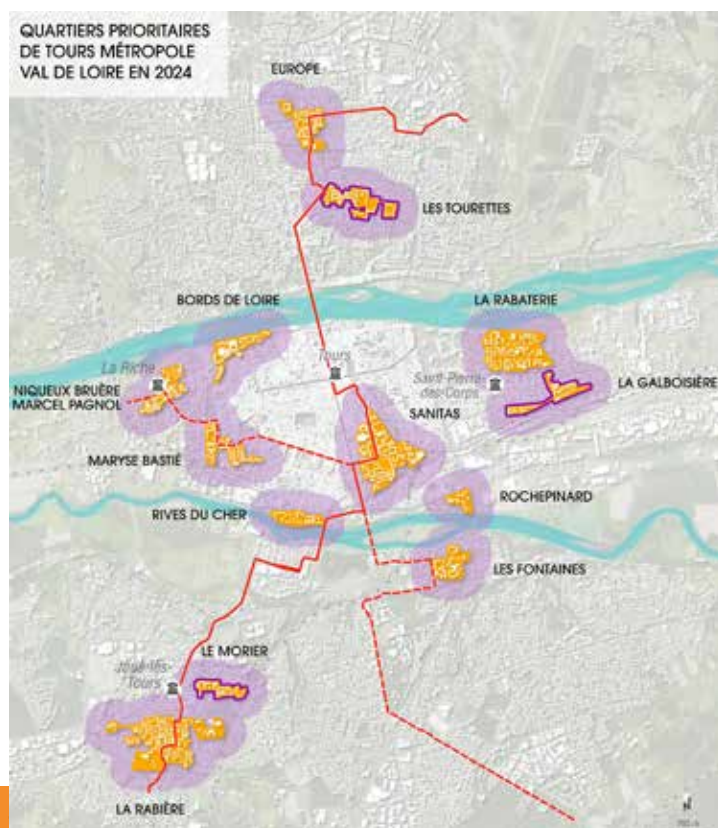 QUARTIERS PRIORITAIRES
DE TOURS MÉTROPOLE
VAL DE LOIRE EN 2024
EUROPE
LES TOURETTES
BORDS DE LOIRE
LA RABATERIE
La Riche
Tours
Saint-Pierre-
des-Corps
NIQUEUX BRUÈRE
MARCEL PAGNOL
LA GALBOISIÈRE
SANITAS
MARYSE BASTIÉ
ROCHEPINARD
RIVES DU CHER
LES FONTAINES
LE MORIER
Joué-lès-
Tours
LA RABIÈRE
N